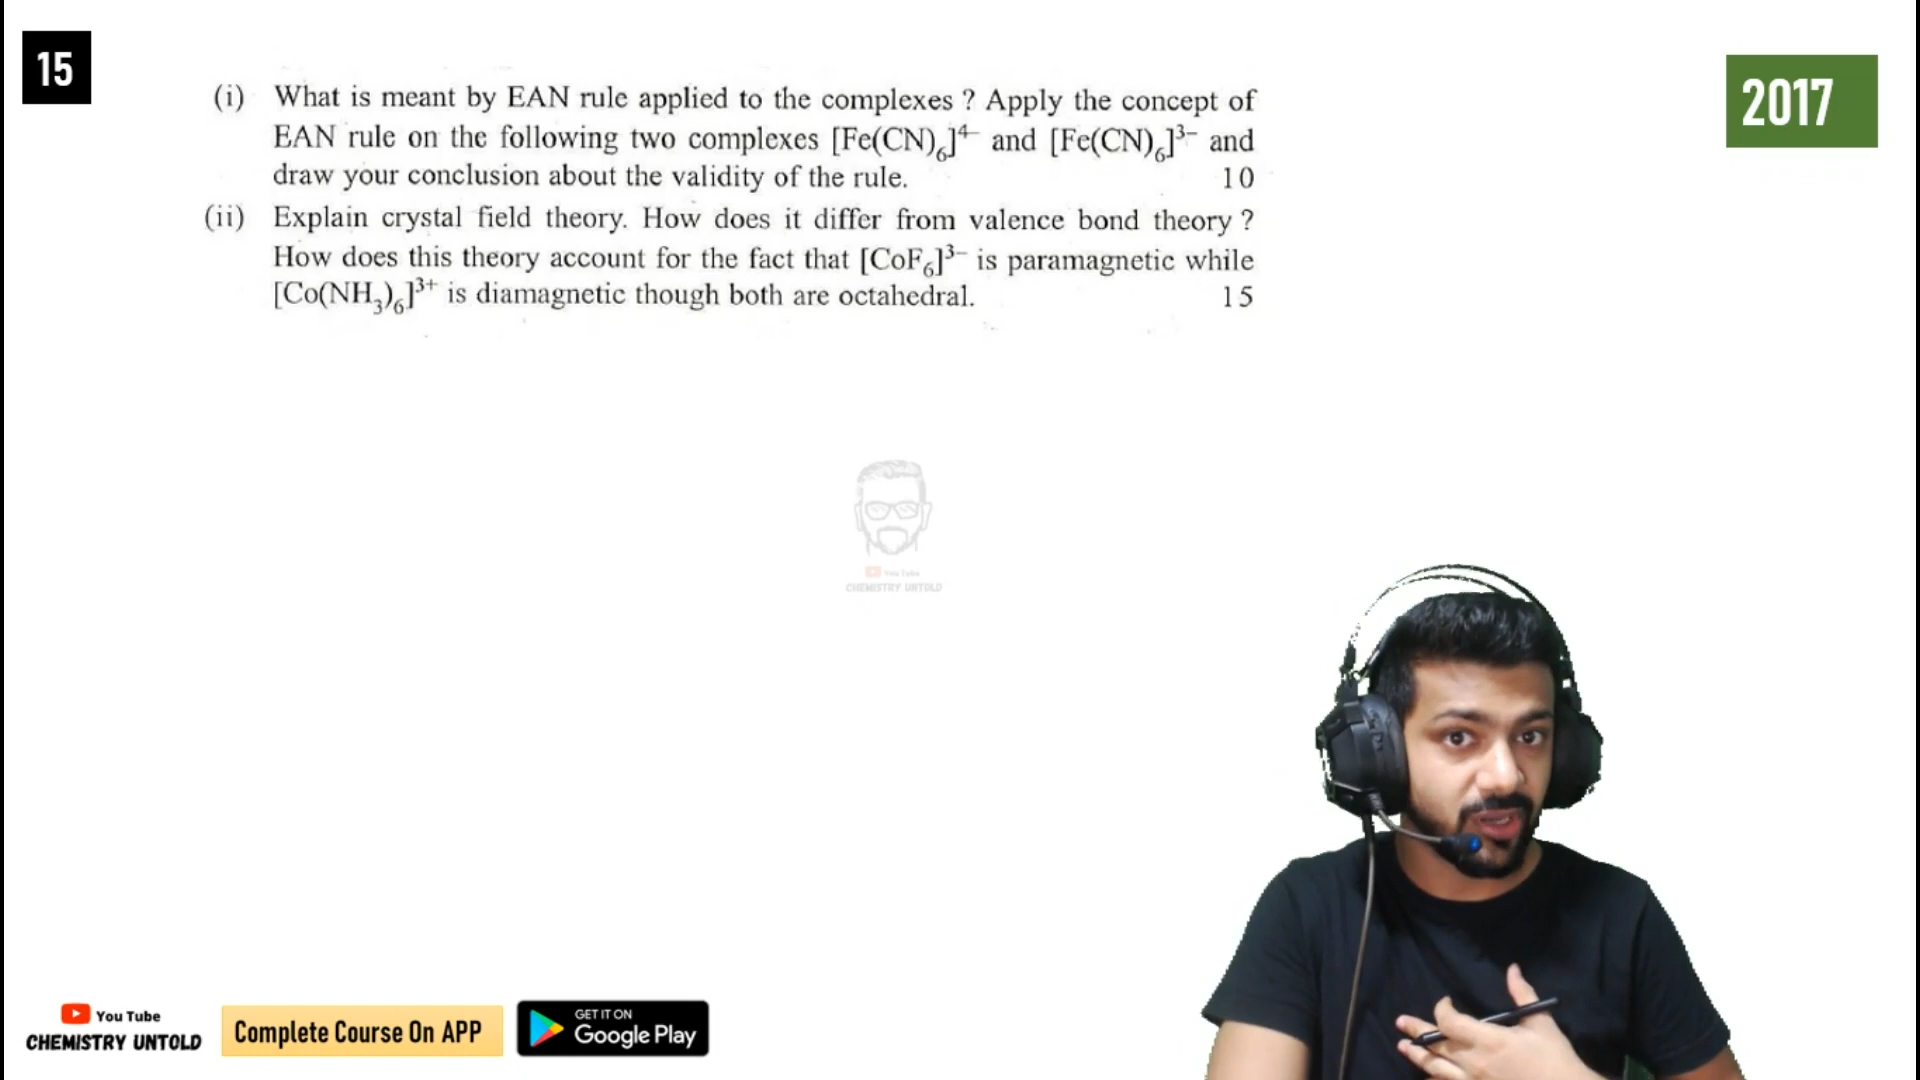 15
2017
(i) What is meant by EAN rule applied to the complexes ? Apply the concept of
EAN rule on the following two complexes [Fe(CN)₆]⁴⁻ and [Fe(CN)₆]³⁻ and
draw your conclusion about the validity of the rule. 10
(ii) Explain crystal field theory. How does it differ from valence bond theory ?
How does this theory account for the fact that [CoF₆]³⁻ is paramagnetic while
[Co(NH₃)₆]³⁺ is diamagnetic though both are octahedral. 15
You Tube
CHEMISTRY UNTOLD
You Tube
CHEMISTRY UNTOLD
Complete Course On APP
GET IT ON
Google Play